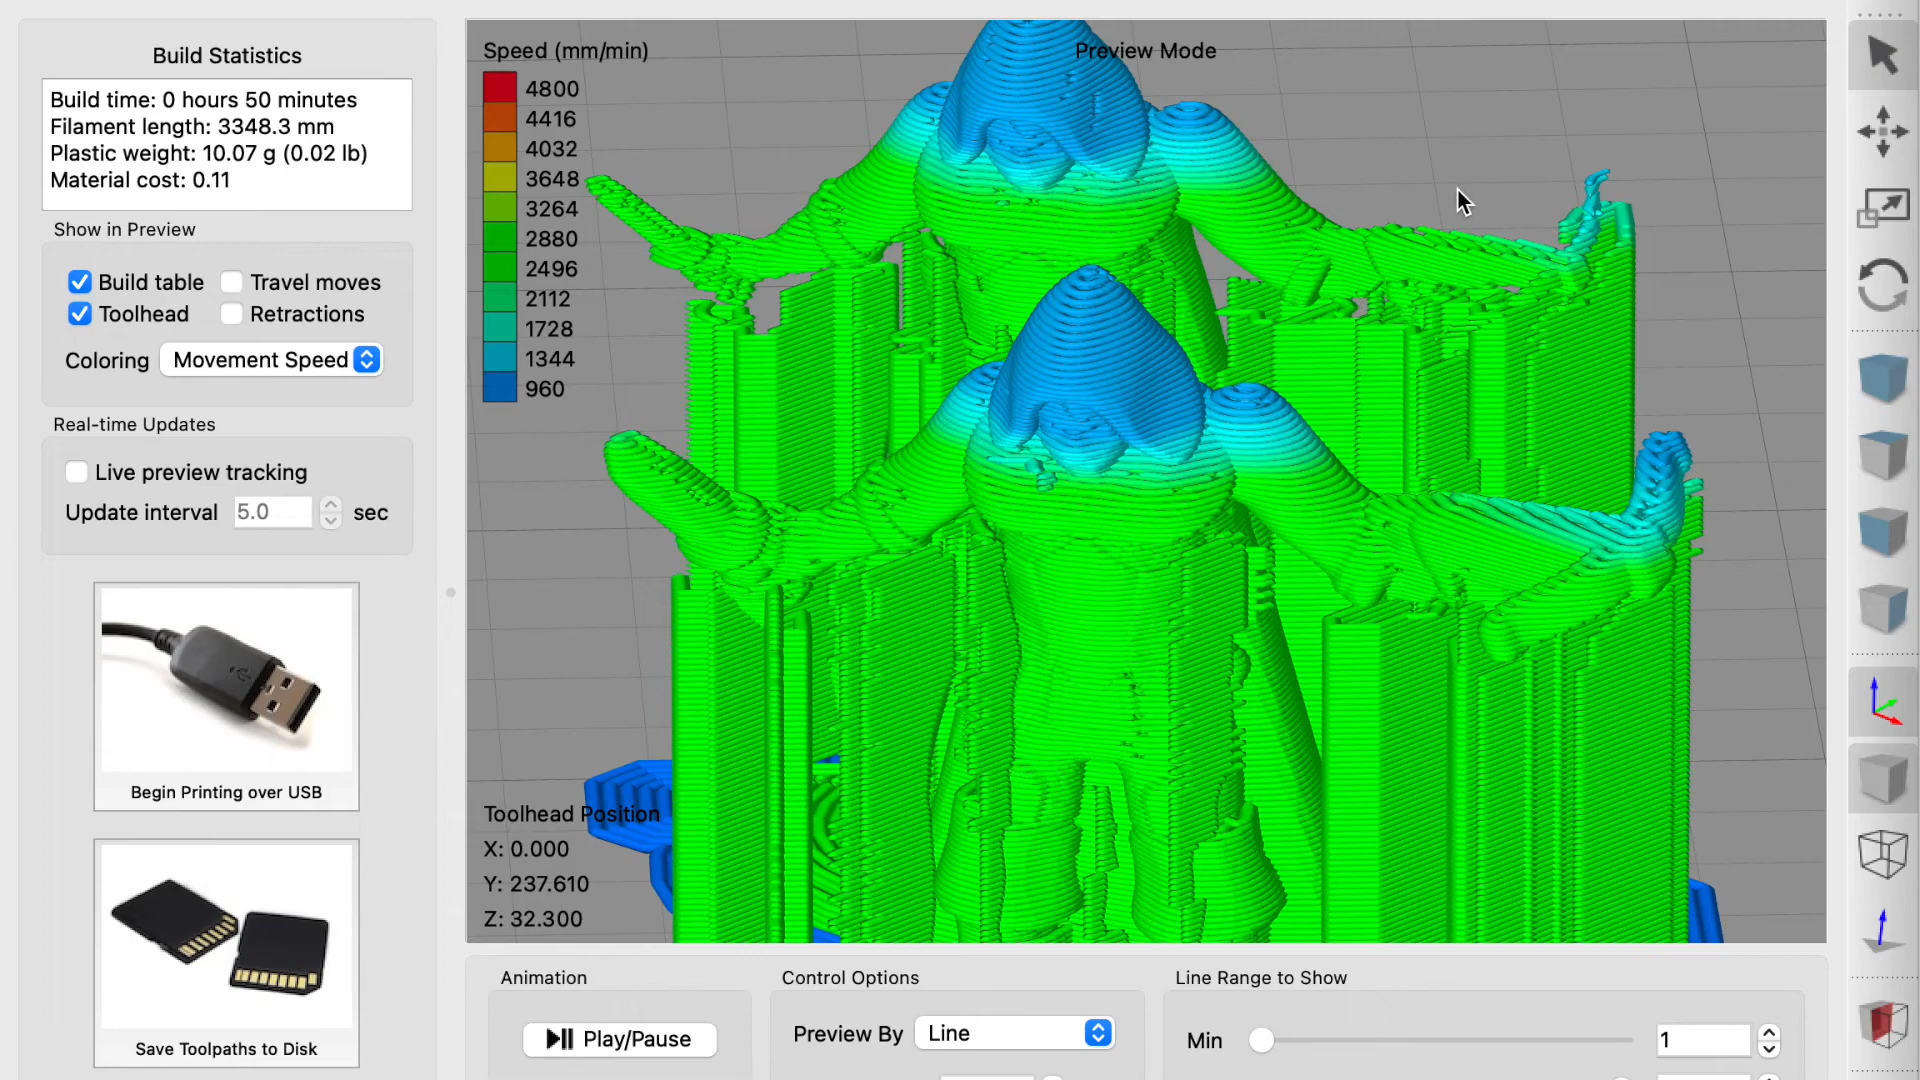 Build Statistics
Build time: 0 hours 50 minutes
Filament length: 3348.3 mm
Plastic weight: 10.07 g (0.02 lb)
Material cost: 0.11
Show in Preview
Build table
Travel moves
Toolhead
Retractions
Coloring
Movement Speed
Real-time Updates
Live preview tracking
Update interval 5.0 sec
Begin Printing over USB
Save Toolpaths to Disk
Speed (mm/min)
4800
4416
4032
3648
3264
2880
2496
2112
1728
1344
960
Preview Mode
Toolhead Position
X: 0.000
Y: 237.610
Z: 32.300
Animation
Play/Pause
Control Options
Preview By Line
Line Range to Show
Min 1